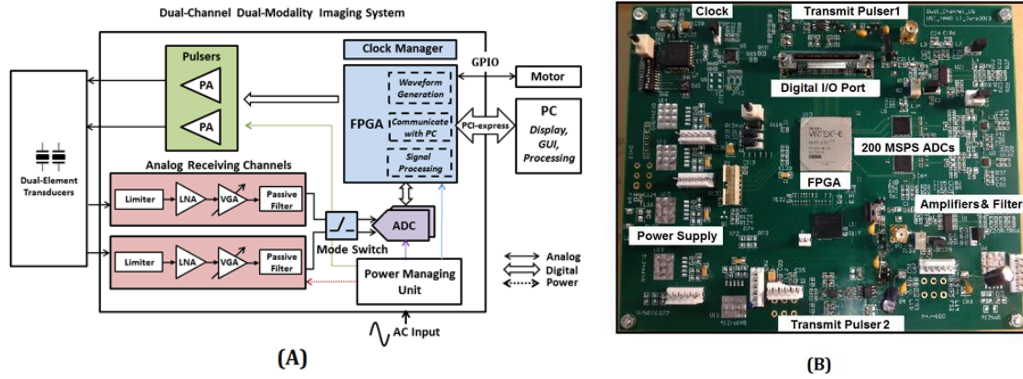 Dual-Channel Dual-Modality Imaging System
Clock Manager
Pulsers
PA
PA
FPGA
Waveform
Generation
Communicate
with PC
Signal
Processing
GPIO
Motor
PCI-express
PC
Display,
GUI,
Processing
Dual-Element
Transducers
Analog Receiving Channels
Limiter
LNA
VGA
Passive
Filter
Limiter
LNA
VGA
Passive
Filter
Mode Switch
ADC
Power Managing
Unit
Analog
Digital
Power
AC Input
(A)
Clock
Transmit Pulser1
Digital I/O Port
200 MSPS ADCs
FPGA
Amplifiers & Filter
Power Supply
Transmit Pulser 2
(B)